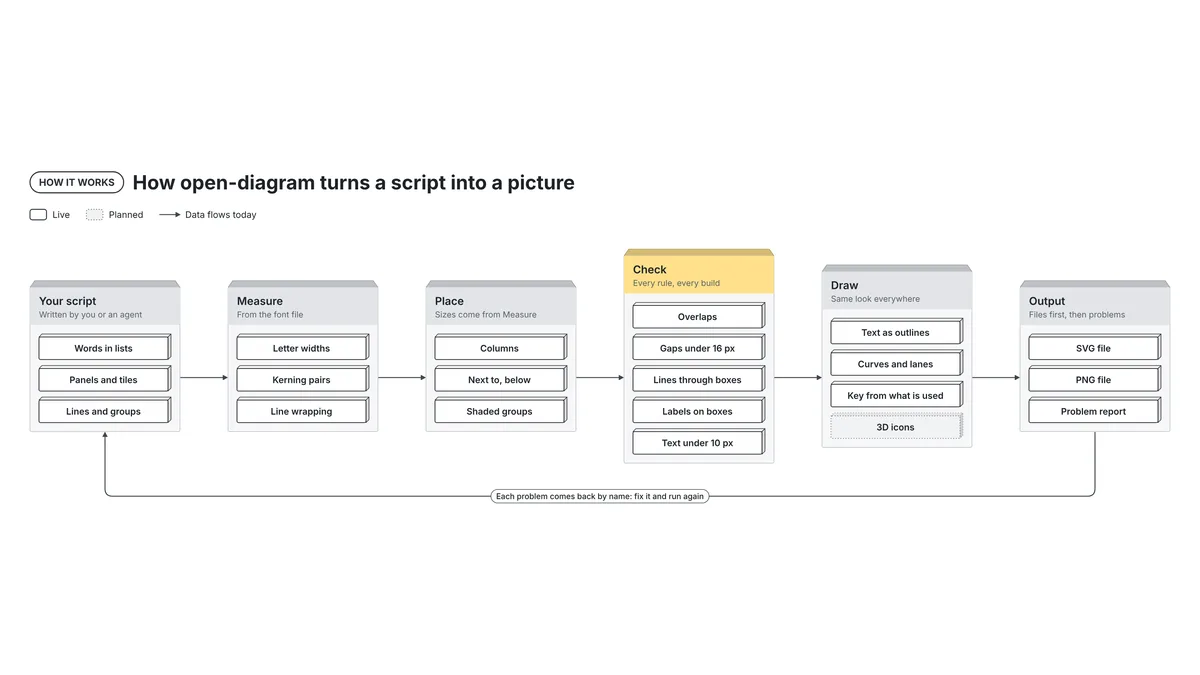 HOW IT WORKS
How open-diagram turns a script into a picture
Live
Planned
Data flows today
Your script
Written by you or an agent
Words in lists
Panels and tiles
Lines and groups
Measure
From the font file
Letter widths
Kerning pairs
Line wrapping
Place
Sizes come from Measure
Columns
Next to, below
Shaded groups
Check
Every rule, every build
Overlaps
Gaps under 16 px
Lines through boxes
Labels on boxes
Text under 10 px
Draw
Same look everywhere
Text as outlines
Curves and lanes
Key from what is used
3D icons
Output
Files first, then problems
SVG file
PNG file
Problem report
Each problem comes back by name: fix it and run again